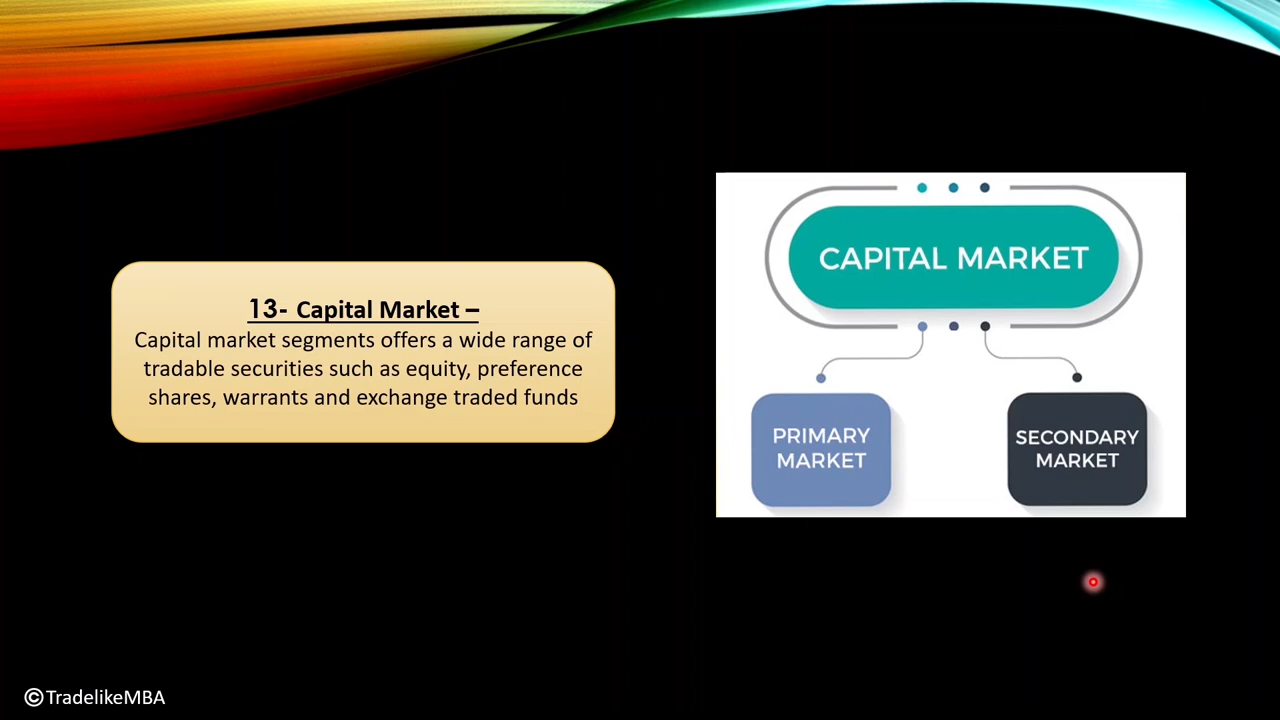 13- Capital Market –
Capital market segments offers a wide range of
tradable securities such as equity, preference
shares, warrants and exchange traded funds
CAPITAL MARKET
PRIMARY
MARKET
SECONDARY
MARKET
©TradelikeMBA